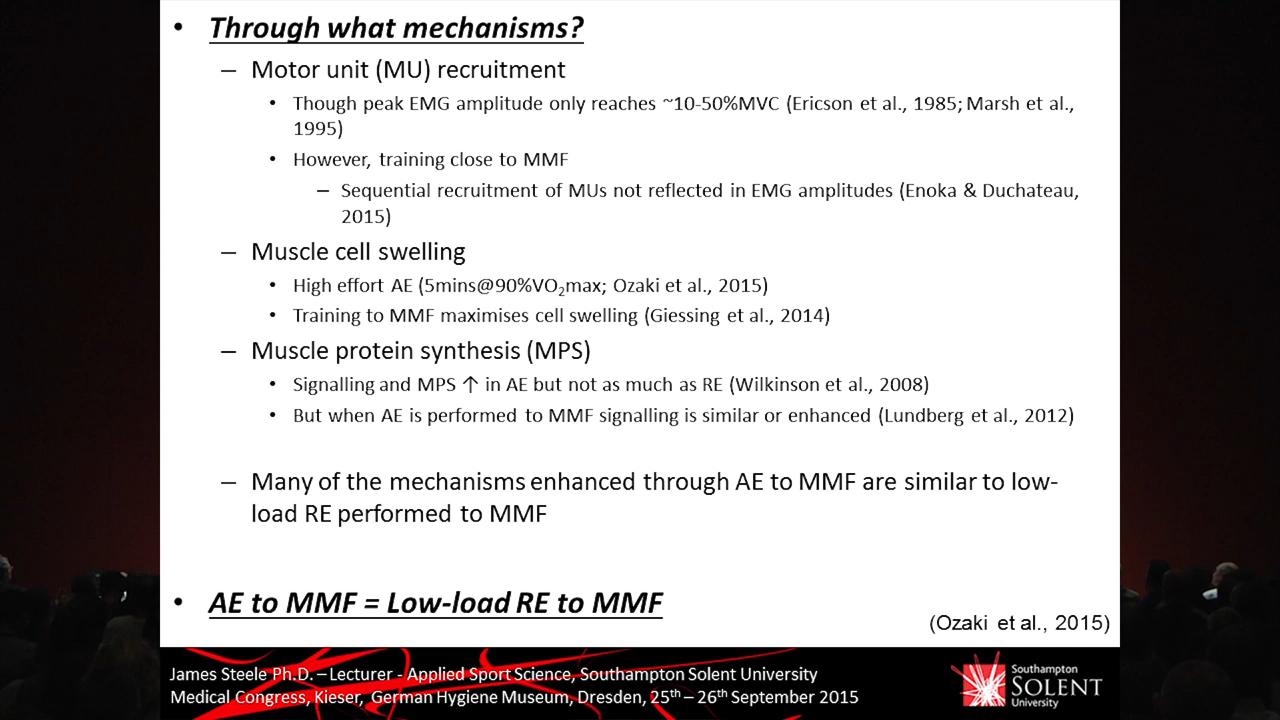 • Through what mechanisms?
– Motor unit (MU) recruitment
• Though peak EMG amplitude only reaches ~10-50%MVC (Ericson et al., 1985; Marsh et al.,
1995)
• However, training close to MMF
– Sequential recruitment of MUs not reflected in EMG amplitudes (Enoka & Duchateau,
2015)
– Muscle cell swelling
• High effort AE (5mins@90%VO₂max; Ozaki et al., 2015)
• Training to MMF maximises cell swelling (Giessing et al., 2014)
– Muscle protein synthesis (MPS)
• Signalling and MPS ↑ in AE but not as much as RE (Wilkinson et al., 2008)
• But when AE is performed to MMF signalling is similar or enhanced (Lundberg et al., 2012)
– Many of the mechanisms enhanced through AE to MMF are similar to low-
load RE performed to MMF
• AE to MMF = Low-load RE to MMF
(Ozaki et al., 2015)
James Steele Ph.D. – Lecturer - Applied Sport Science, Southampton Solent University
Medical Congress, Kieser, German Hygiene Museum, Dresden, 25th – 26th September 2015
Southampton
SOLENT
University